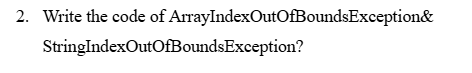 2. Write the code of ArrayIndexOutOfBoundsException&
StringIndexOutOfBoundsException?